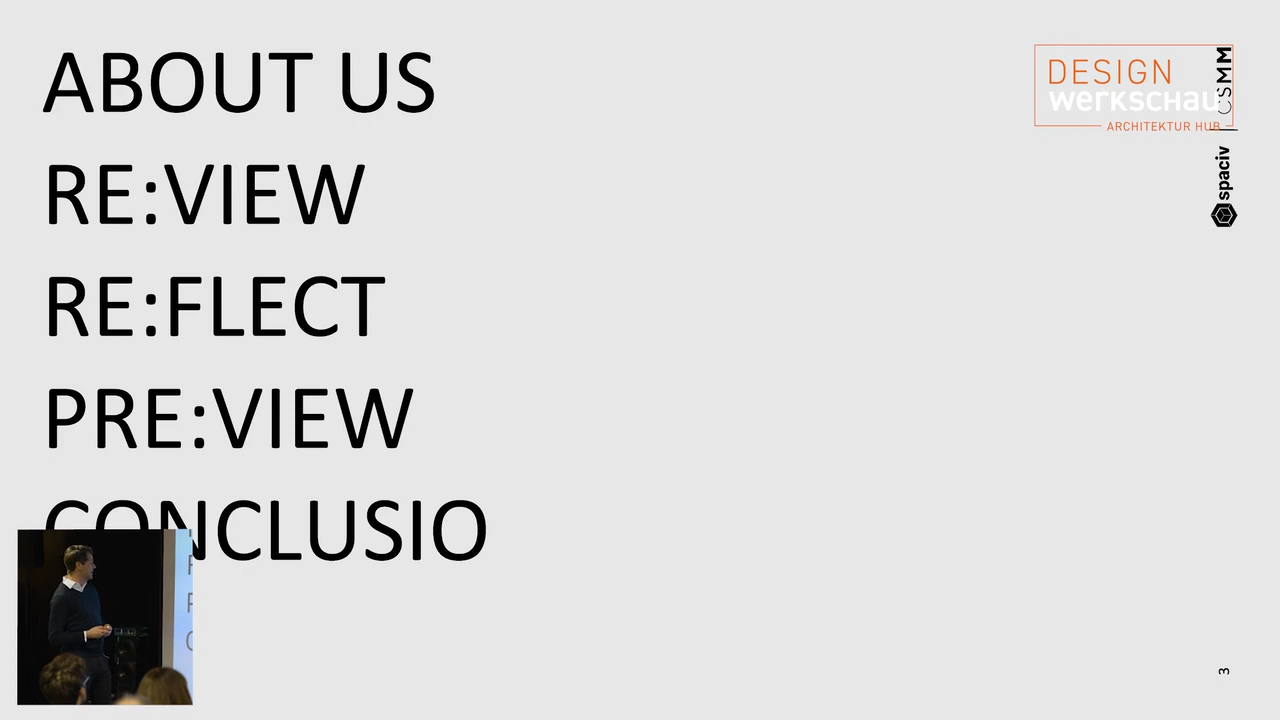 ABOUT US
RE:VIEW
RE:FLECT
PRE:VIEW
CONCLUSIO
DESIGN
werkschau
ARCHITEKTUR HUB
spaciv | CSMM
3